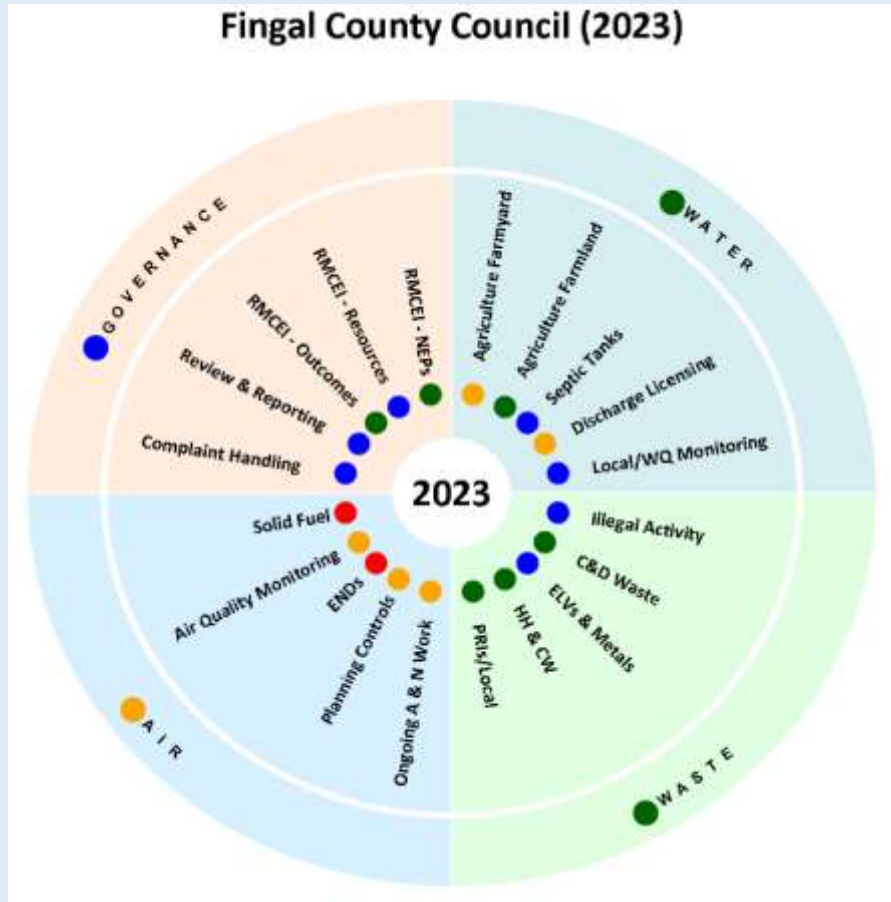 Fingal County Council (2023)
GOVERNANCE
WATER
RMCEI - NEPs
RMCEI - Resources
RMCEI - Outcomes
Review & Reporting
Complaint Handling
Agriculture Farmyard
Agriculture Farmland
Septic Tanks
Discharge Licensing
Local/WQ Monitoring
2023
Solid Fuel
Air Quality Monitoring
ENDs
Planning Controls
Ongoing A & N Work
Illegal Activity
C&D Waste
ELVs & Metals
HH & CW
PRIs/Local
AIR
WASTE